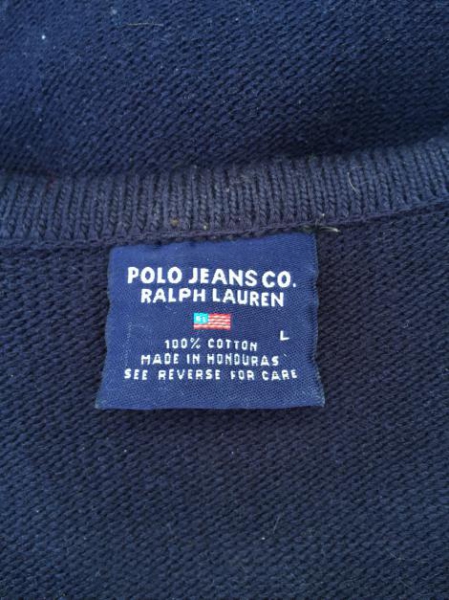 POLO JEANS CO.
RALPH LAUREN
L
100% COTTON
MADE IN HONDURAS
SEE REVERSE FOR CARE